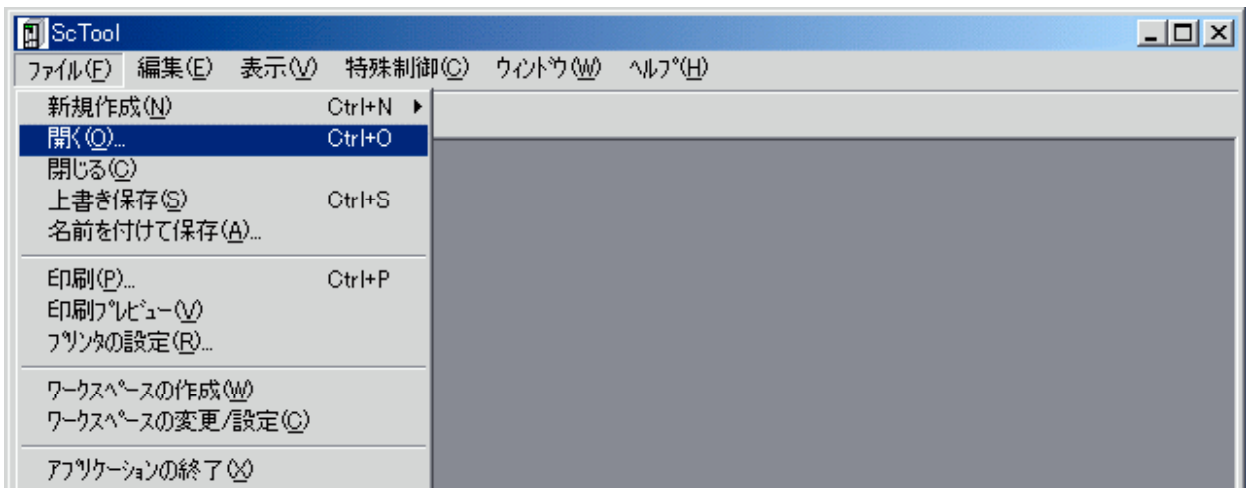 ScTool
ﾌｧｲﾙ(F) 編集(E) 表示(V) 特殊制御(C) ｳｨﾝﾄﾞｳ(W) ﾍﾙﾌﾟ(H)
新規作成(N) Ctrl+N
開く(O)... Ctrl+O
閉じる(C)
上書き保存(S) Ctrl+S
名前を付けて保存(A)...
印刷(P)... Ctrl+P
印刷ﾌﾟﾚﾋﾞｭｰ(V)
ﾌﾟﾘﾝﾀの設定(R)...
ﾜｰｸｽﾍﾟｰｽの作成(W)
ﾜｰｸｽﾍﾟｰｽの変更/設定(C)
ｱﾌﾟﾘｹｰｼｮﾝの終了(X)